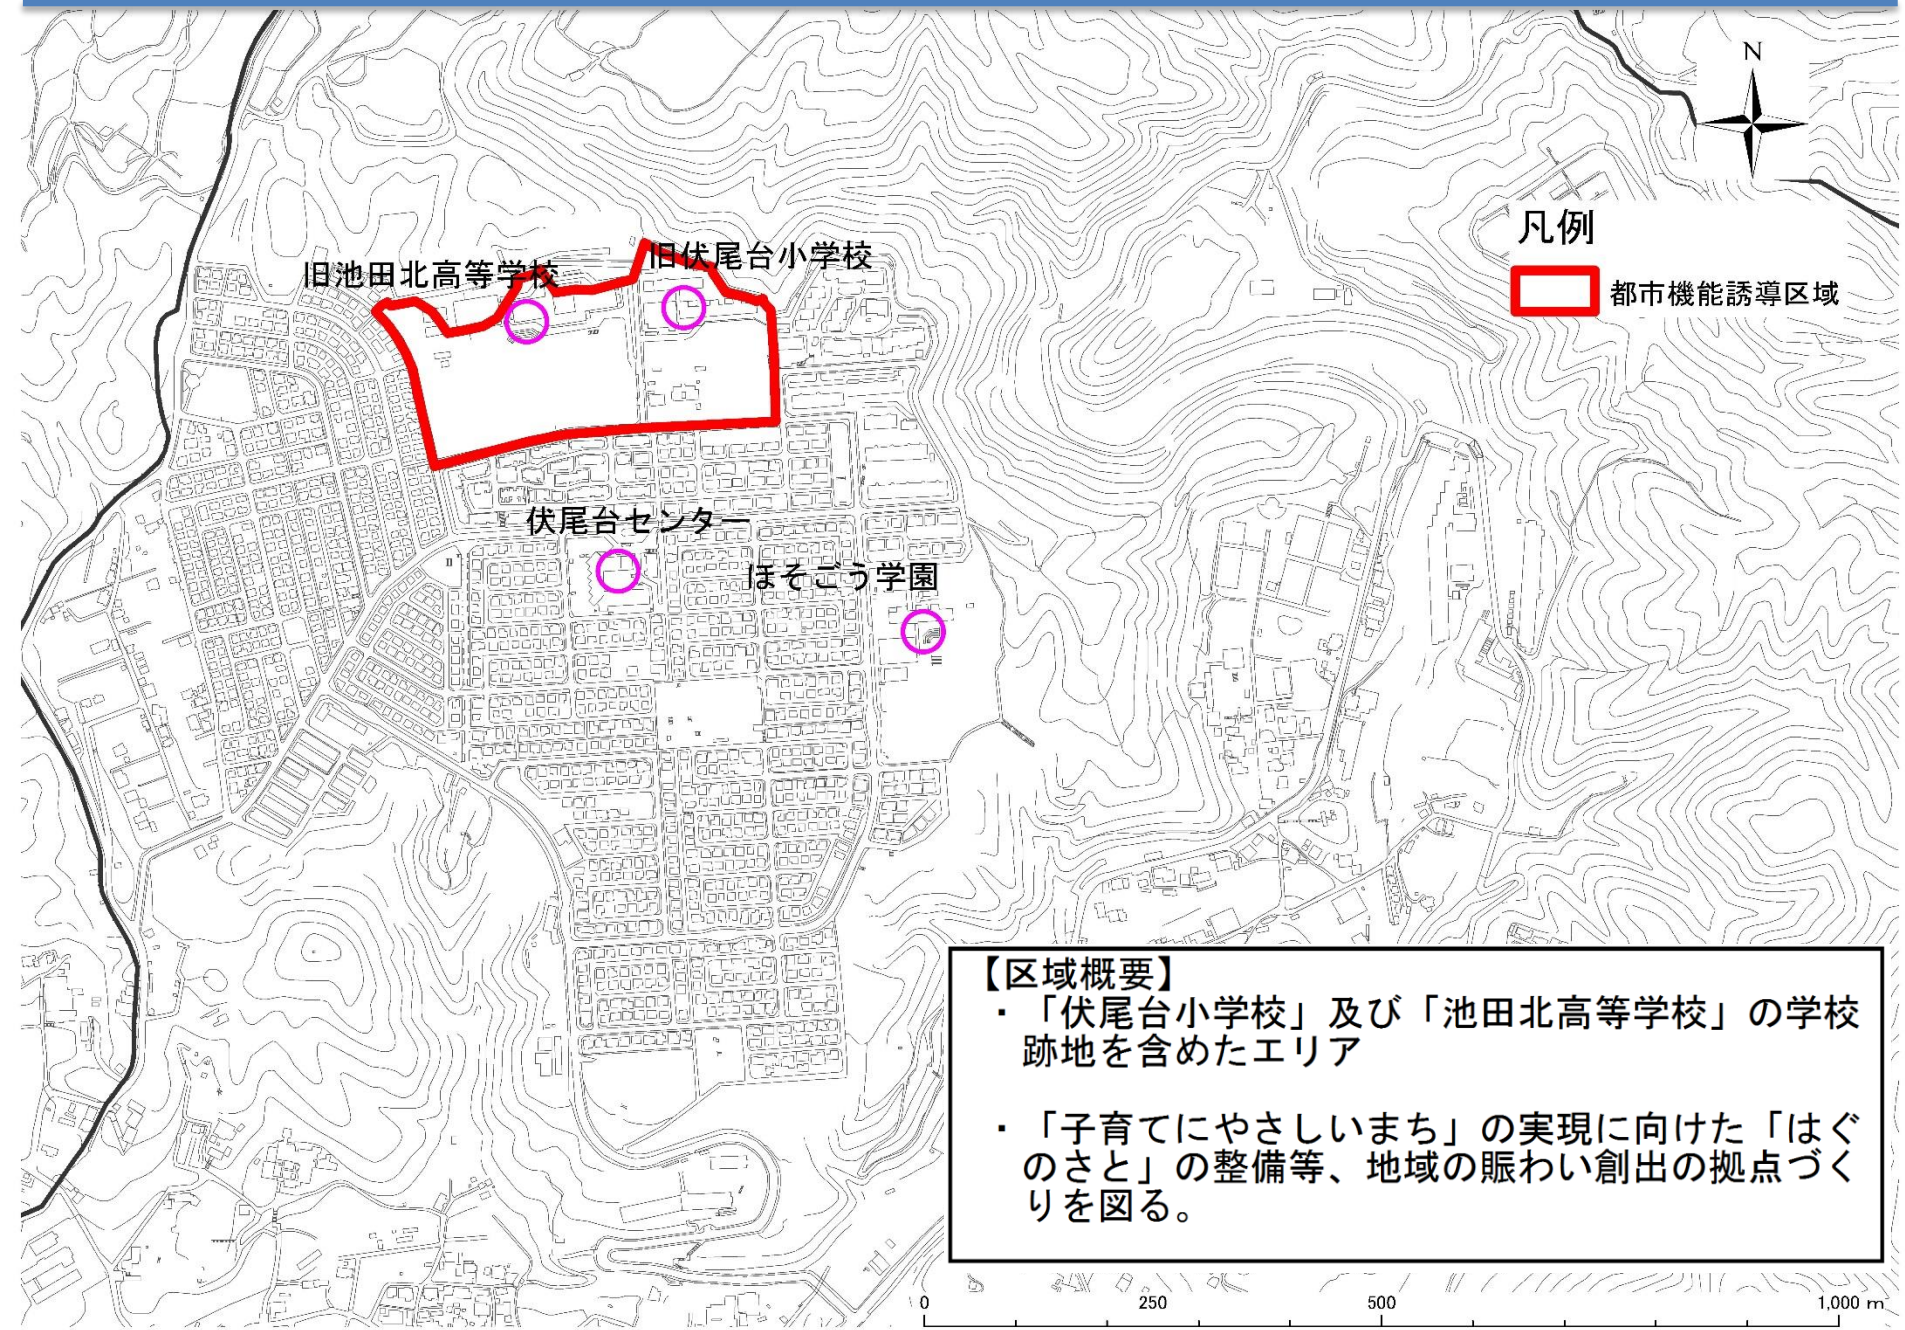 N
凡例
都市機能誘導区域
旧伏尾台小学校
旧池田北高等学校
伏尾台センター
ほそごう学園
【区域概要】
・「伏尾台小学校」及び「池田北高等学校」の学校
跡地を含めたエリア
・「子育てにやさしいまち」の実現に向けた「はぐ
のさと」の整備等、地域の賑わい創出の拠点づく
りを図る。
0 250 500 1,000 m